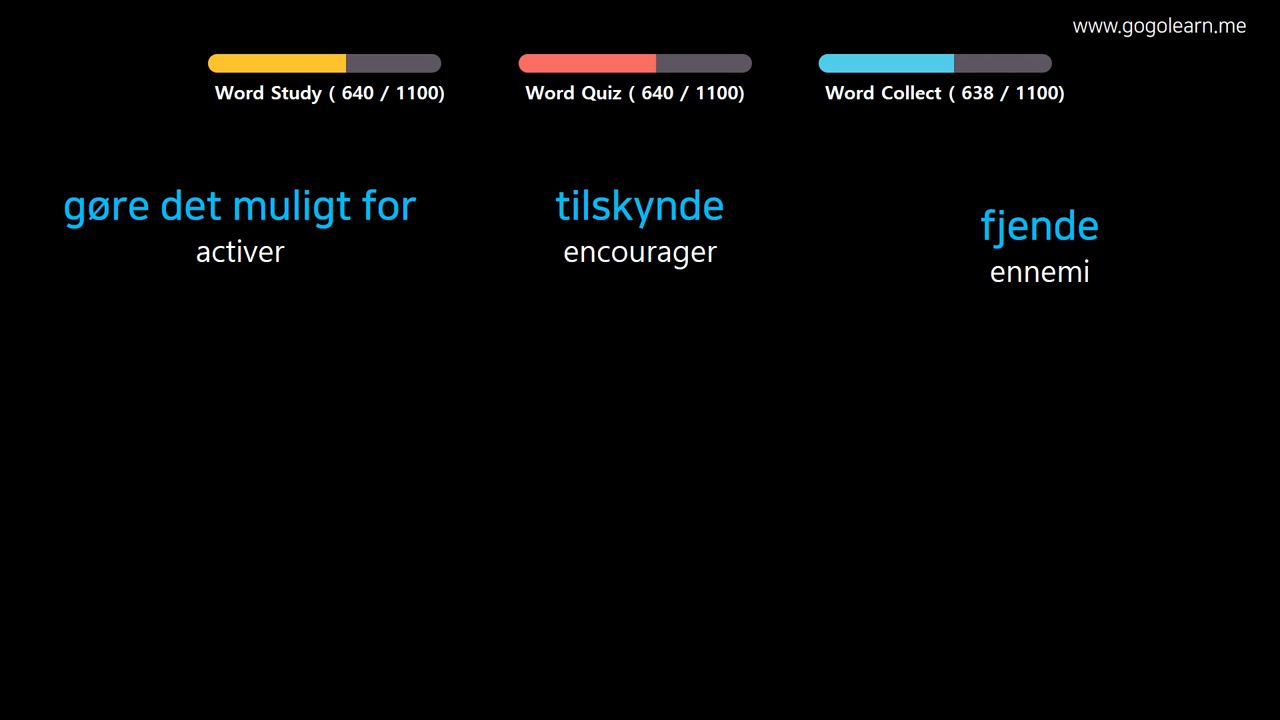 www.gogolearn.me
Word Study ( 640 / 1100)
Word Quiz ( 640 / 1100)
Word Collect ( 638 / 1100)
gøre det muligt for
activer
tilskynde
encourager
fjende
ennemi